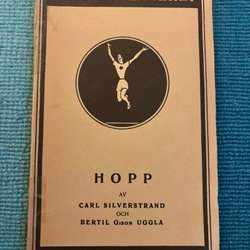 HOPP
AV
CARL SILVERSTRAND
OCH
BERTIL GISON UGGLA